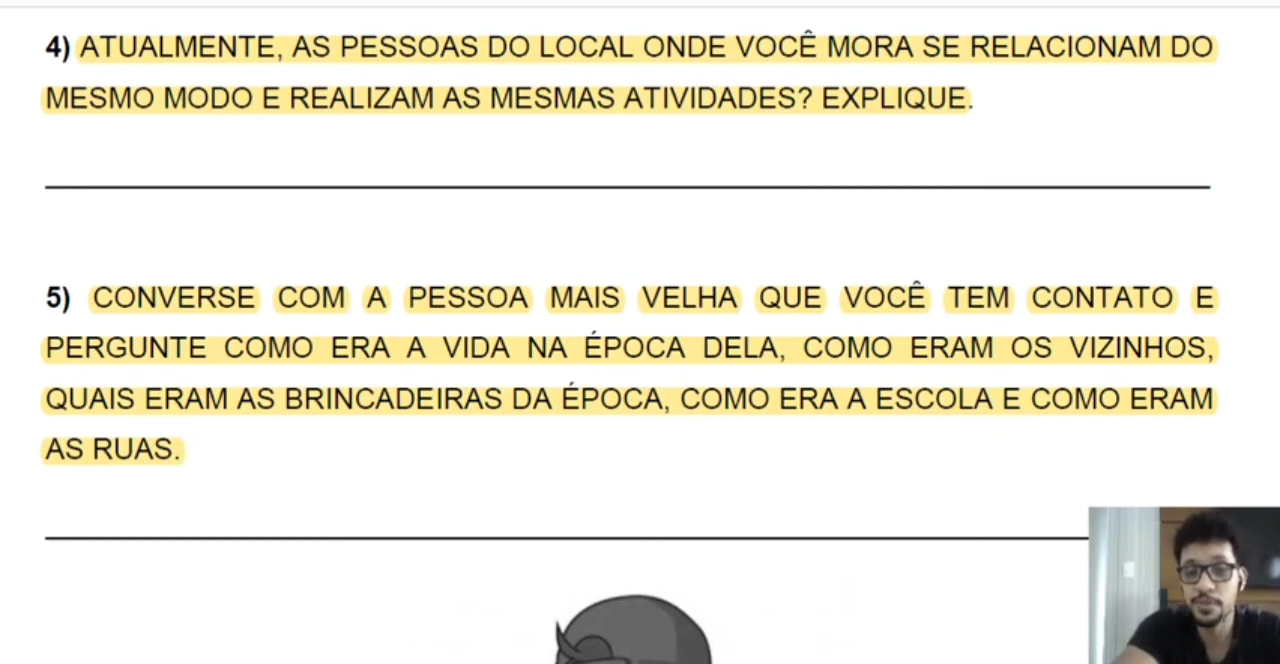 4) ATUALMENTE, AS PESSOAS DO LOCAL ONDE VOCÊ MORA SE RELACIONAM DO
MESMO MODO E REALIZAM AS MESMAS ATIVIDADES? EXPLIQUE.
5) CONVERSE COM A PESSOA MAIS VELHA QUE VOCÊ TEM CONTATO E
PERGUNTE COMO ERA A VIDA NA ÉPOCA DELA, COMO ERAM OS VIZINHOS,
QUAIS ERAM AS BRINCADEIRAS DA ÉPOCA, COMO ERA A ESCOLA E COMO ERAM
AS RUAS.